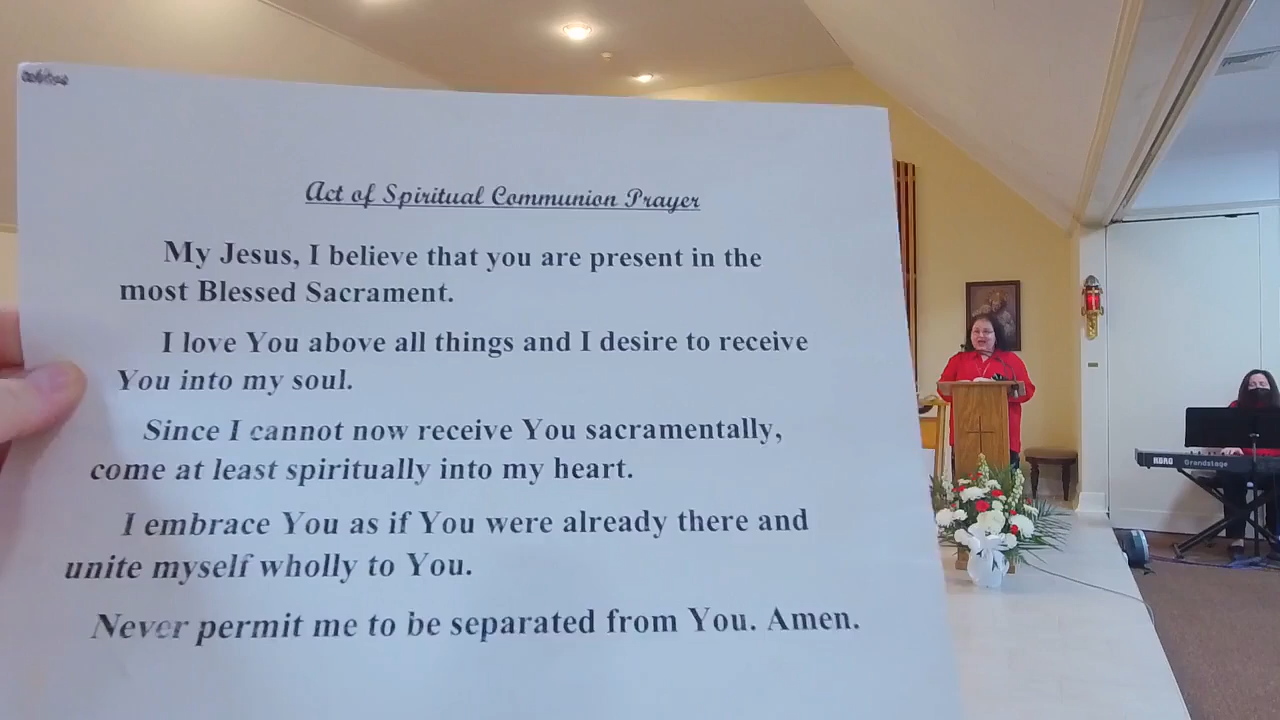 Act of Spiritual Communion Prayer
My Jesus, I believe that you are present in the
most Blessed Sacrament.
I love You above all things and I desire to receive
You into my soul.
Since I cannot now receive You sacramentally,
come at least spiritually into my heart.
I embrace You as if You were already there and
unite myself wholly to You.
Never permit me to be separated from You. Amen.
KORG Grandstage